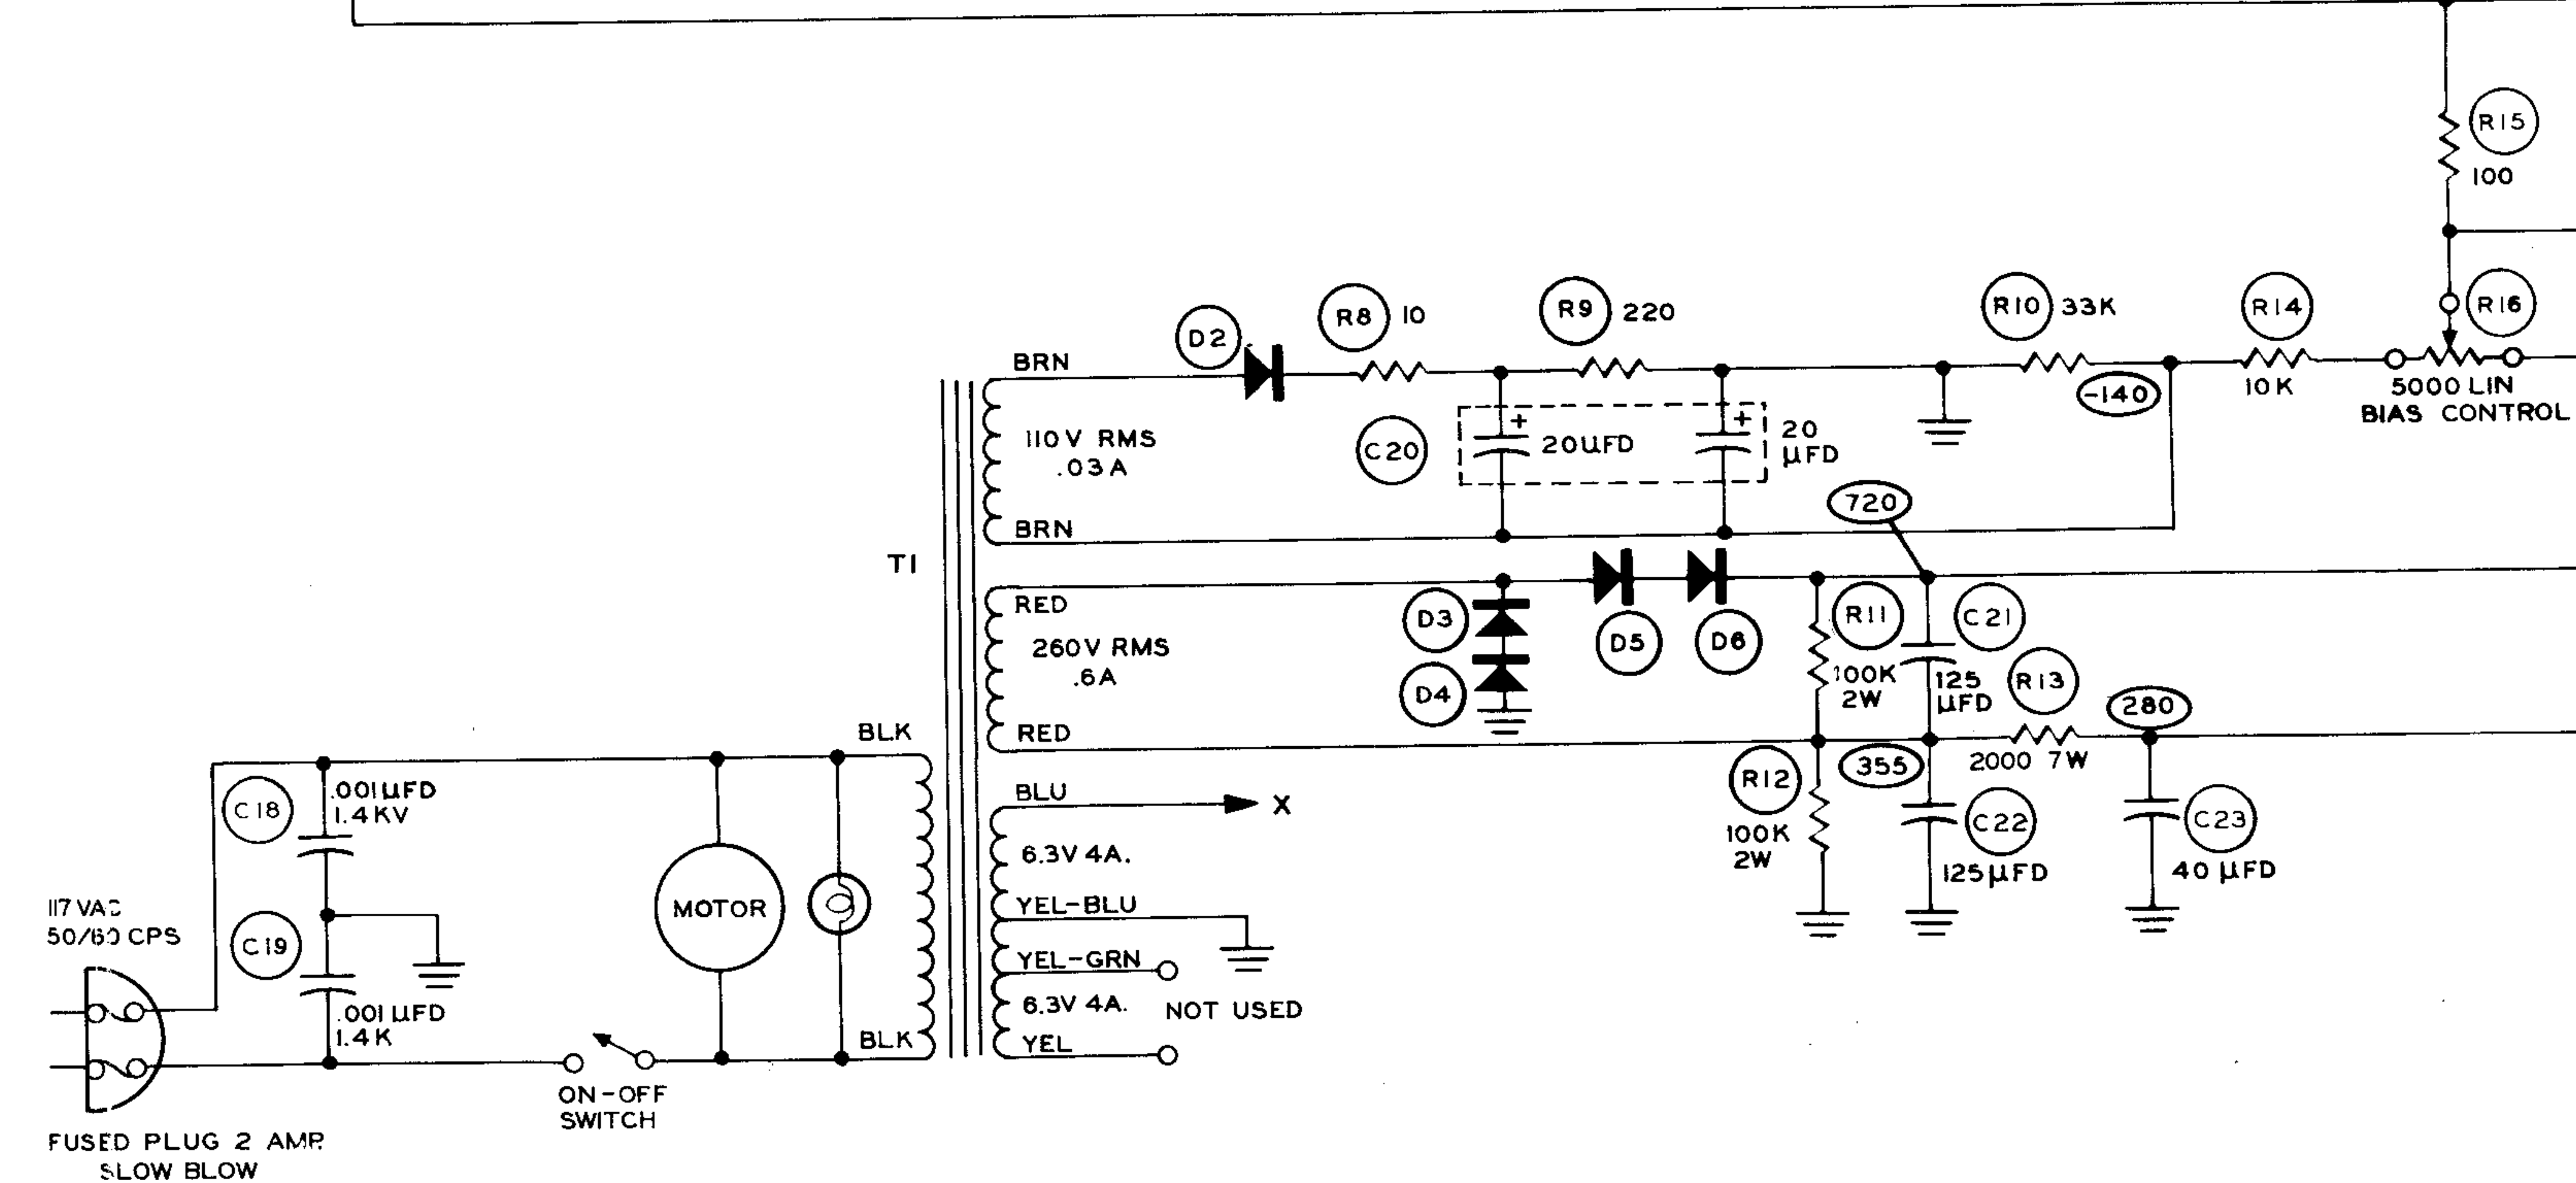 R15
100
R8 10
R9 220
R10 33K
R14
R16
D2
10K
5000 LIN
BIAS CONTROL
-140
BRN
110V RMS
.03A
BRN
C20
+
20UFD
+
20
µFD
720
T1
RED
260V RMS
.6A
RED
D3
D4
D5
D6
R11
100K
2W
C21
125
µFD
R13
2000 7W
280
355
R12
100K
2W
C22
125µFD
C23
40 µFD
BLK
BLK
BLU
X
6.3V 4A.
YEL-BLU
YEL-GRN
6.3V 4A.
NOT USED
YEL
C18
.001µFD
1.4KV
C19
.001µFD
1.4K
MOTOR
117 VAC
50/60 CPS
ON-OFF
SWITCH
FUSED PLUG 2 AMP.
SLOW BLOW